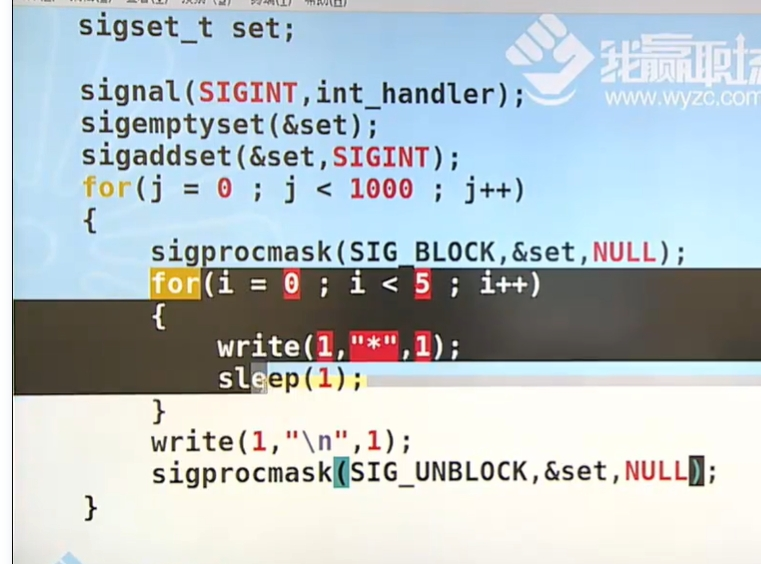 sigset_t set;
我赢职场
www.wyzc.com
signal(SIGINT,int_handler);
sigemptyset(&set);
sigaddset(&set,SIGINT);
for(j = 0 ; j < 1000 ; j++)
{
sigprocmask(SIG_BLOCK,&set,NULL);
for(i = 0 ; i < 5 ; i++)
{
write(1,"*",1);
sleep(1);
}
write(1,"\n",1);
sigprocmask(SIG_UNBLOCK,&set,NULL);
}